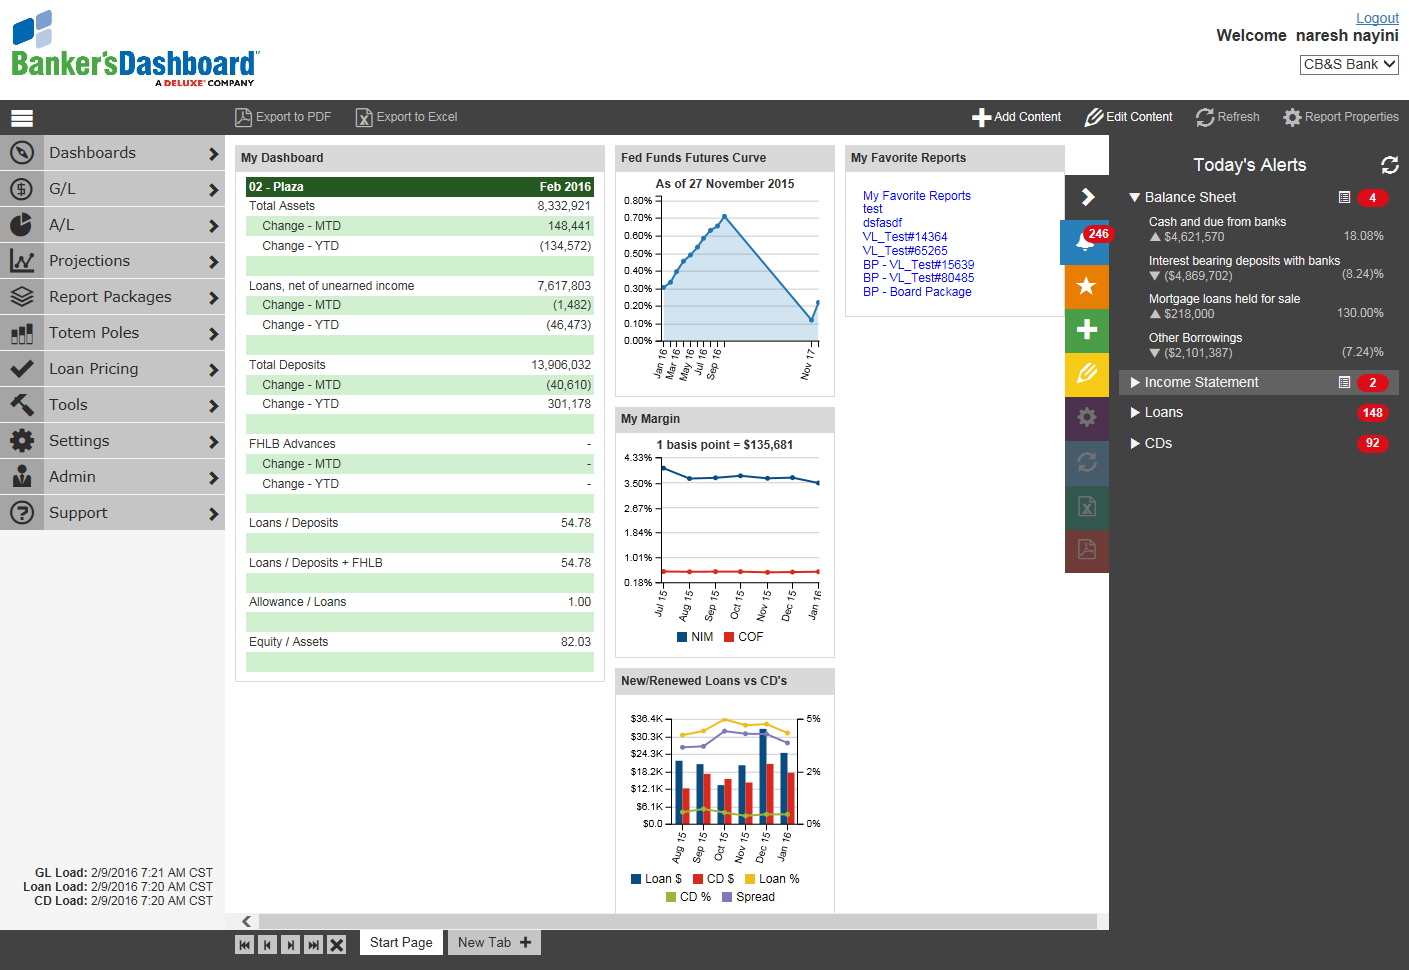 Logout
Welcome naresh nayini
CB&S Bank
Banker'sDashboard
A DELUXE COMPANY
Export to PDF
Export to Excel
Add Content
Edit Content
Refresh
Report Properties
Dashboards
G/L
A/L
Projections
Report Packages
Totem Poles
Loan Pricing
Tools
Settings
Admin
Support
GL Load: 2/9/2016 7:21 AM CST
Loan Load: 2/9/2016 7:20 AM CST
CD Load: 2/9/2016 7:20 AM CST
My Dashboard
02 - Plaza Feb 2016
Total Assets 8,332,921
Change - MTD 148,441
Change - YTD (134,572)
Loans, net of unearned income 7,617,803
Change - MTD (1,482)
Change - YTD (46,473)
Total Deposits 13,906,032
Change - MTD (40,610)
Change - YTD 301,178
FHLB Advances -
Change - MTD -
Change - YTD -
Loans / Deposits 54.78
Loans / Deposits + FHLB 54.78
Allowance / Loans 1.00
Equity / Assets 82.03
Fed Funds Futures Curve
As of 27 November 2015
0.80%
0.70%
0.60%
0.50%
0.40%
0.30%
0.20%
0.10%
0.00%
Jan 16
Mar 16
May 16
Jul 16
Sep 16
Nov 17
My Margin
1 basis point = $135,681
4.33%
3.50%
2.67%
1.84%
1.01%
0.18%
Jul 15
Aug 15
Sep 15
Oct 15
Nov 15
Dec 15
Jan 16
NIM COF
New/Renewed Loans vs CD's
$36.4K
$30.3K
$24.3K
$18.2K
$12.1K
$6.1K
$0.0
5%
2%
0%
Aug 15
Sep 15
Oct 15
Nov 15
Dec 15
Jan 16
Loan $ CD $ Loan %
CD % Spread
My Favorite Reports
My Favorite Reports
test
dsfasdf
VL_Test#14364
VL_Test#65265
BP - VL_Test#15639
BP - VL_Test#80485
BP - Board Package
246
Today's Alerts
Balance Sheet 4
Cash and due from banks
$4,621,570 18.08%
Interest bearing deposits with banks
($4,869,702) (8.24)%
Mortgage loans held for sale
$218,000 130.00%
Other Borrowings
($2,101,387) (7.24)%
Income Statement 2
Loans 148
CDs 92
Start Page
New Tab